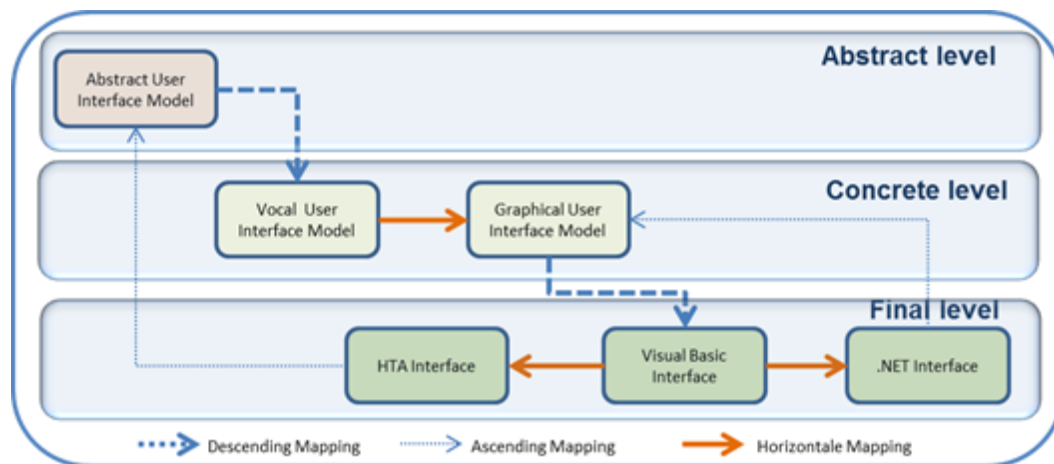 Abstract level
Abstract User
Interface Model
Concrete level
Vocal User
Interface Model
Graphical User
Interface Model
Final level
HTA Interface
Visual Basic
Interface
.NET Interface
Descending Mapping
Ascending Mapping
Horizontale Mapping